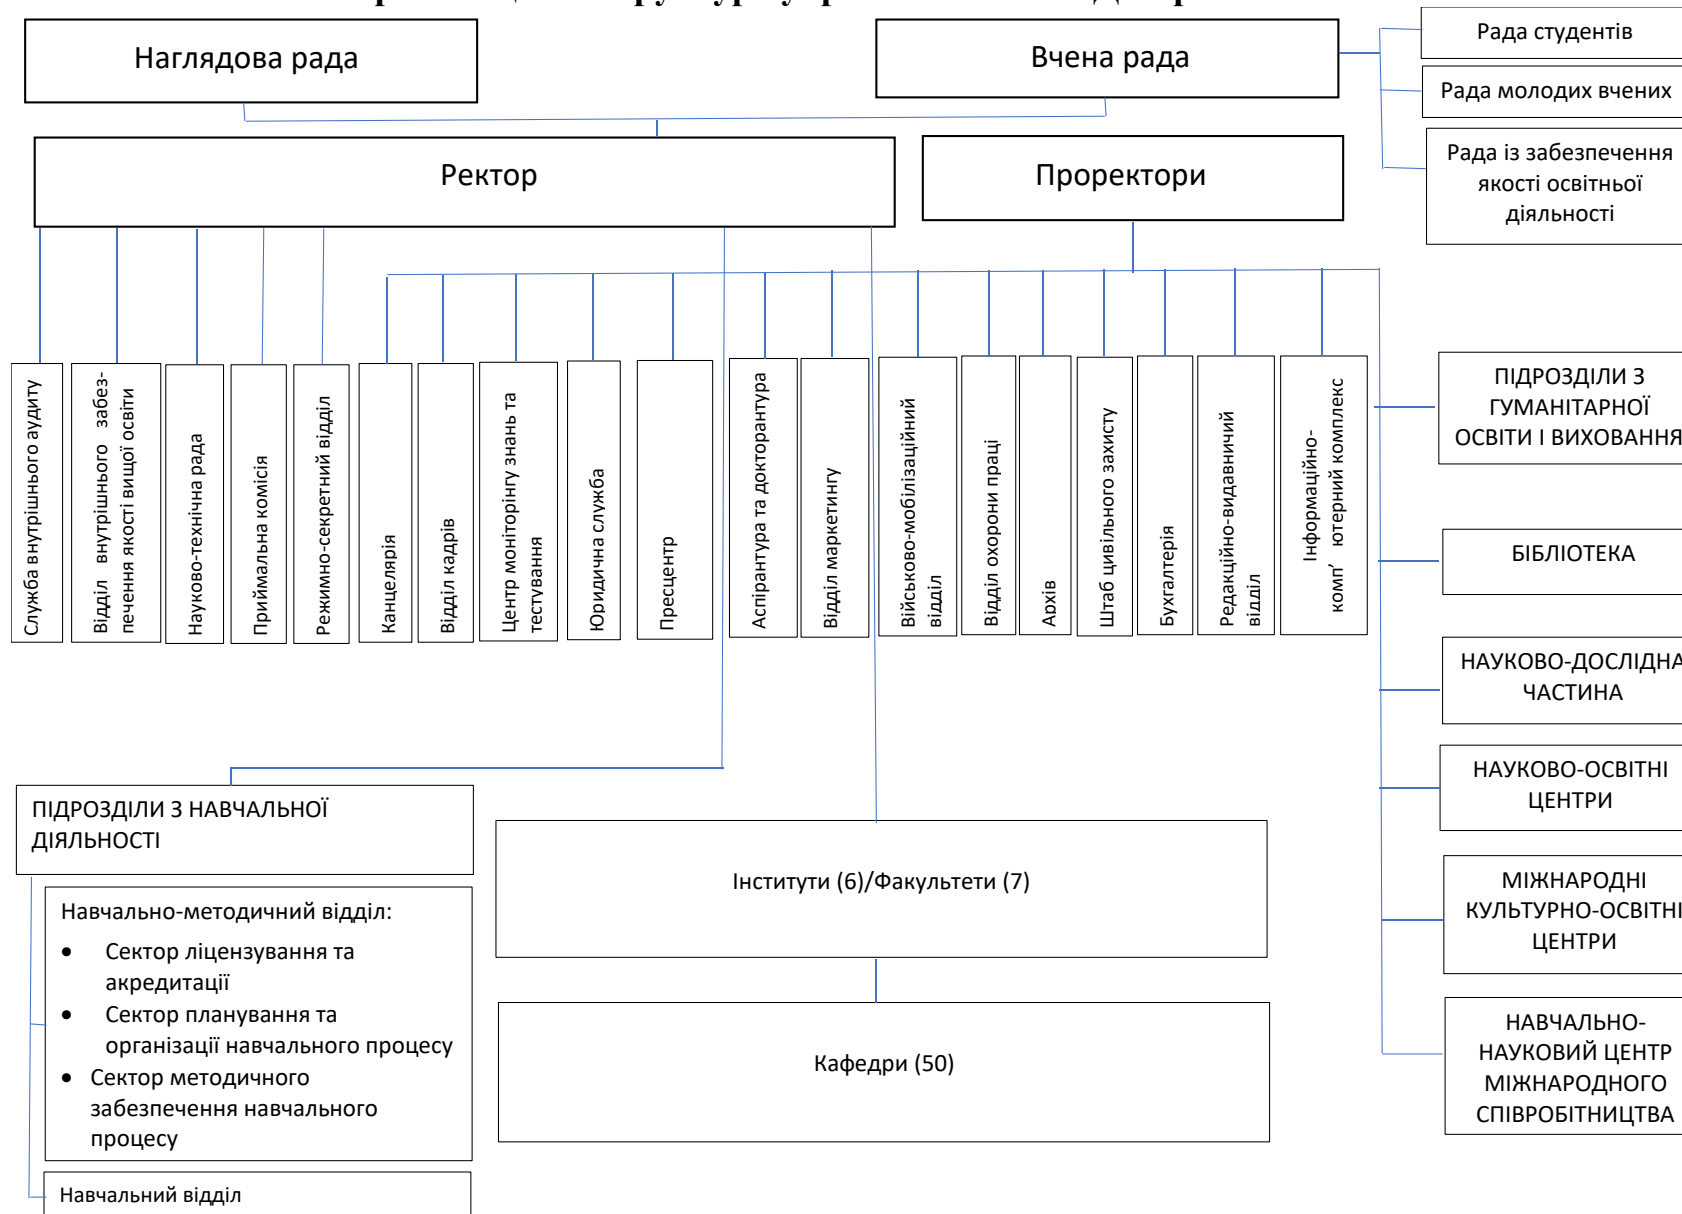 Наглядова рада
Вчена рада
Рада студентів
Рада молодих вчених
Рада із забезпечення
якості освітньої
діяльності
Ректор
Проректори
Служба внутрішнього аудиту
Відділ внутрішнього забез-
печення якості вищої освіти
Науково-технічна рада
Приймальна комісія
Режимно-секретний відділ
Канцелярія
Відділ кадрів
Центр моніторінгу знань та
тестування
Юридична служба
Пресцентр
Аспірантура та докторантура
Відділ маркетингу
Військово-мобілізаційний
відділ
Відділ охорони праці
Архів
Штаб цивільного захисту
Бухгалтерія
Редакційно-видавничий
відділ
Інформаційно-
комп’ ютерний комплекс
ПІДРОЗДІЛИ З
ГУМАНІТАРНОЇ
ОСВІТИ І ВИХОВАННЯ
БІБЛІОТЕКА
НАУКОВО-ДОСЛІДНА
ЧАСТИНА
НАУКОВО-ОСВІТНІ
ЦЕНТРИ
МІЖНАРОДНІ
КУЛЬТУРНО-ОСВІТНІ
ЦЕНТРИ
НАВЧАЛЬНО-
НАУКОВИЙ ЦЕНТР
МІЖНАРОДНОГО
СПІВРОБІТНИЦТВА
ПІДРОЗДІЛИ З НАВЧАЛЬНОЇ
ДІЯЛЬНОСТІ
Навчально-методичний відділ:
• Сектор ліцензування та
акредитації
• Сектор планування та
організації навчального процесу
• Сектор методичного
забезпечення навчального
процесу
Навчальний відділ
Інститути (6)/Факультети (7)
Кафедри (50)